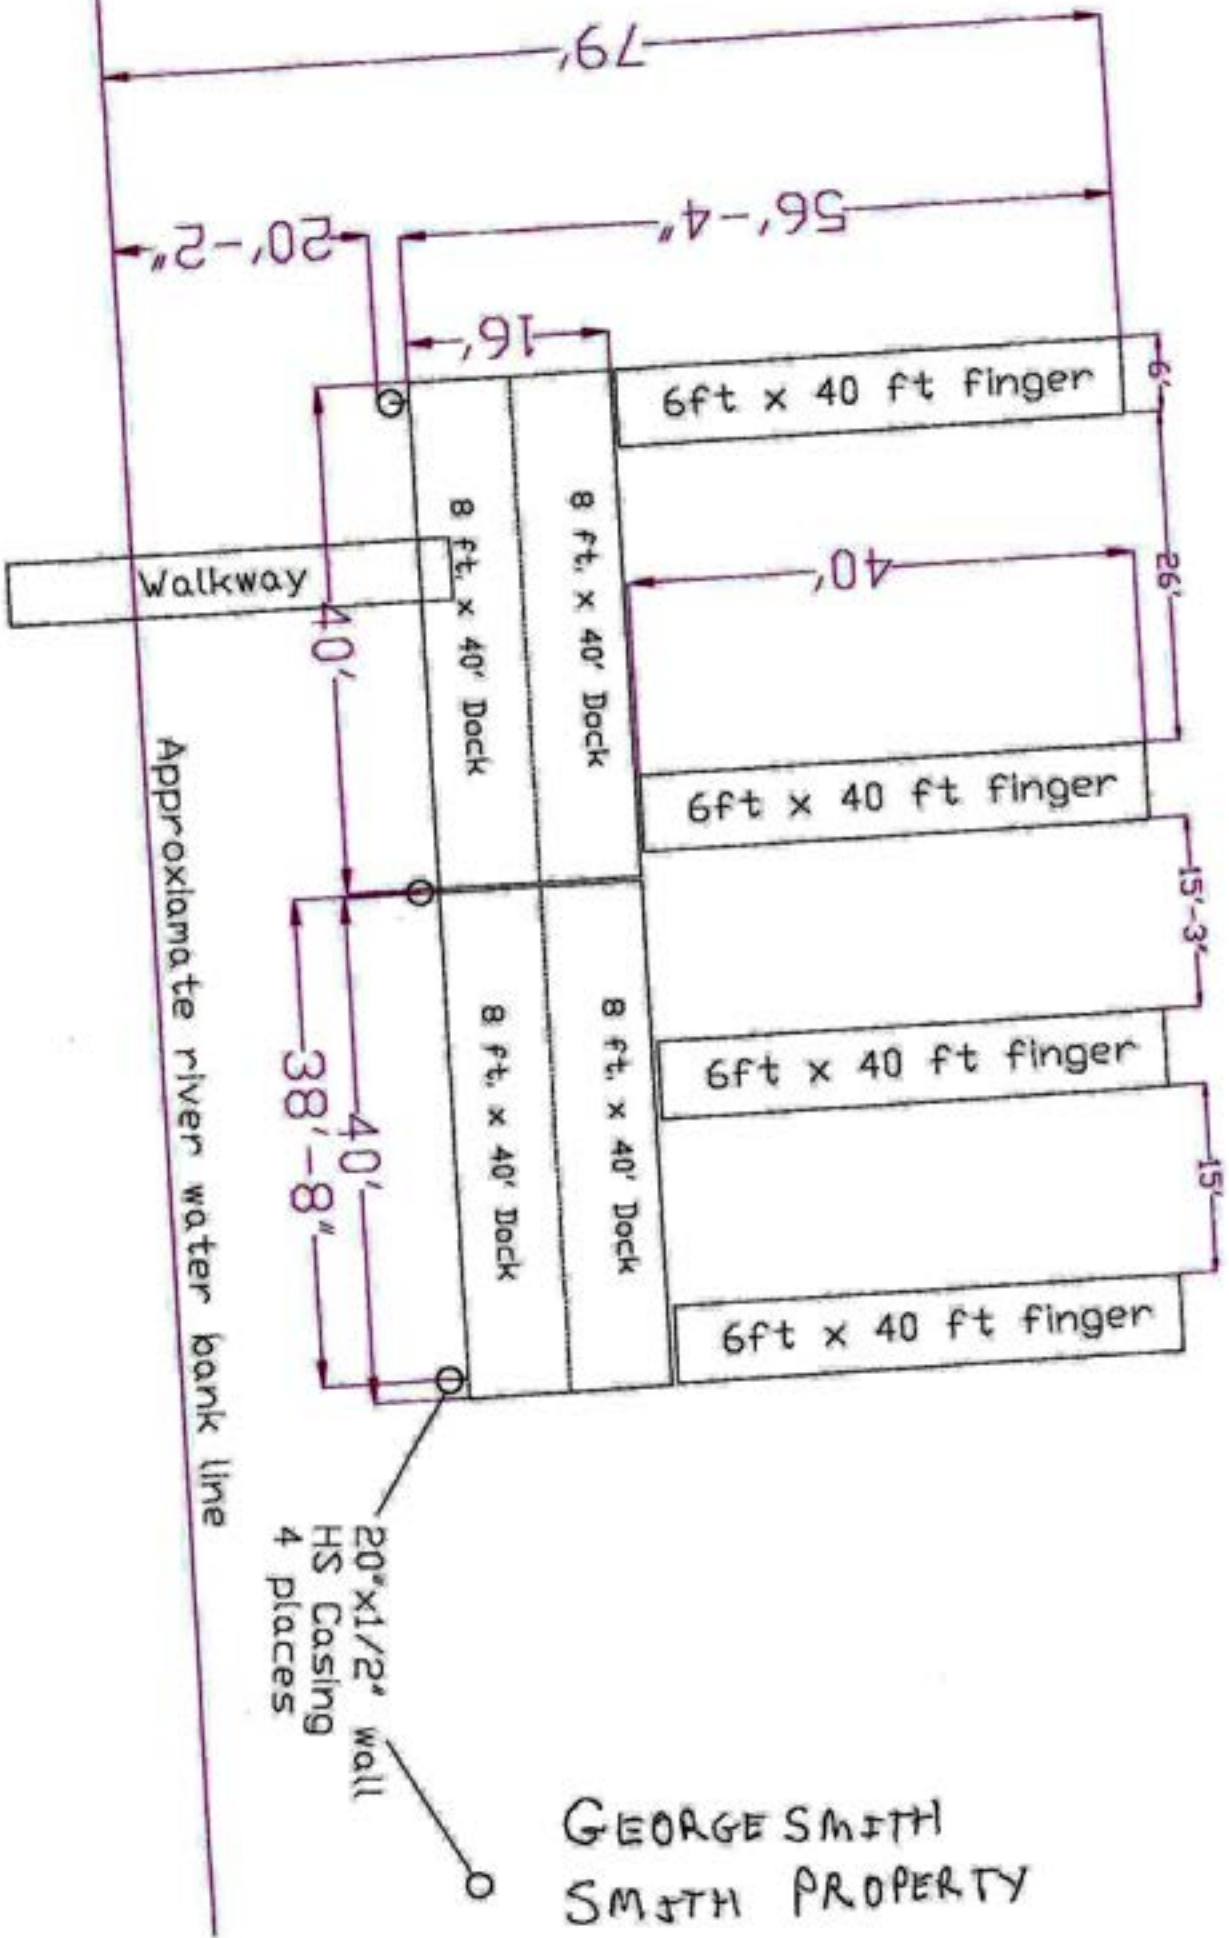 79'
56'-4"
20'-2"
16'
6ft x 40 ft finger
6'
8 ft. x 40' Dock
8 ft. x 40' Dock
26'
40'
Walkway
40'
6ft x 40 ft finger
15'-3"
Approxiamate river water bank line
8 ft. x 40' Dock
8 ft. x 40' Dock
6ft x 40 ft finger
40'
38'-8"
15'
6ft x 40 ft finger
20"x1/2" wall
HS Casing
4 places
GEORGE SMITH
SMITH PROPERTY